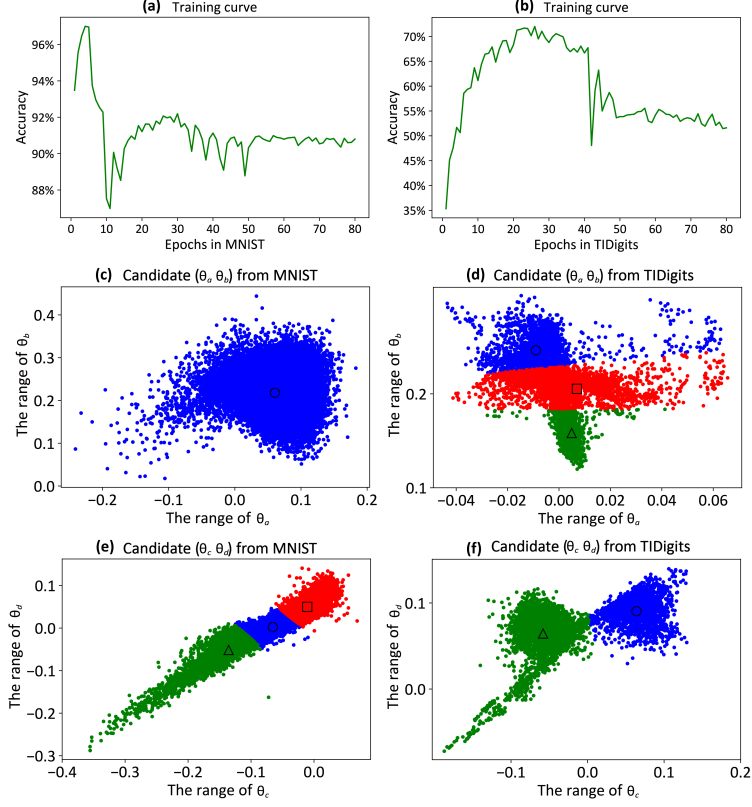 (a) Training curve
96%
94%
92%
90%
88%
Accuracy
0 10 20 30 40 50 60 70 80
Epochs in MNIST
(b) Training curve
70%
65%
60%
55%
50%
45%
40%
35%
Accuracy
0 10 20 30 40 50 60 70 80
Epochs in TIDigits
(c) Candidate (θa θb) from MNIST
0.4
0.3
0.2
0.1
0.0
The range of θb
−0.2 −0.1 0.0 0.1 0.2
The range of θa
(d) Candidate (θa θb) from TIDigits
0.2
0.1
The range of θb
−0.04 −0.02 0.00 0.02 0.04 0.06
The range of θa
(e) Candidate (θc θd) from MNIST
0.1
0.0
−0.1
−0.2
−0.3
The range of θd
−0.4 −0.3 −0.2 −0.1 0.0
The range of θc
(f) Candidate (θc θd) from TIDigits
0.1
0.0
The range of θd
−0.1 0.0 0.1 0.2
The range of θc